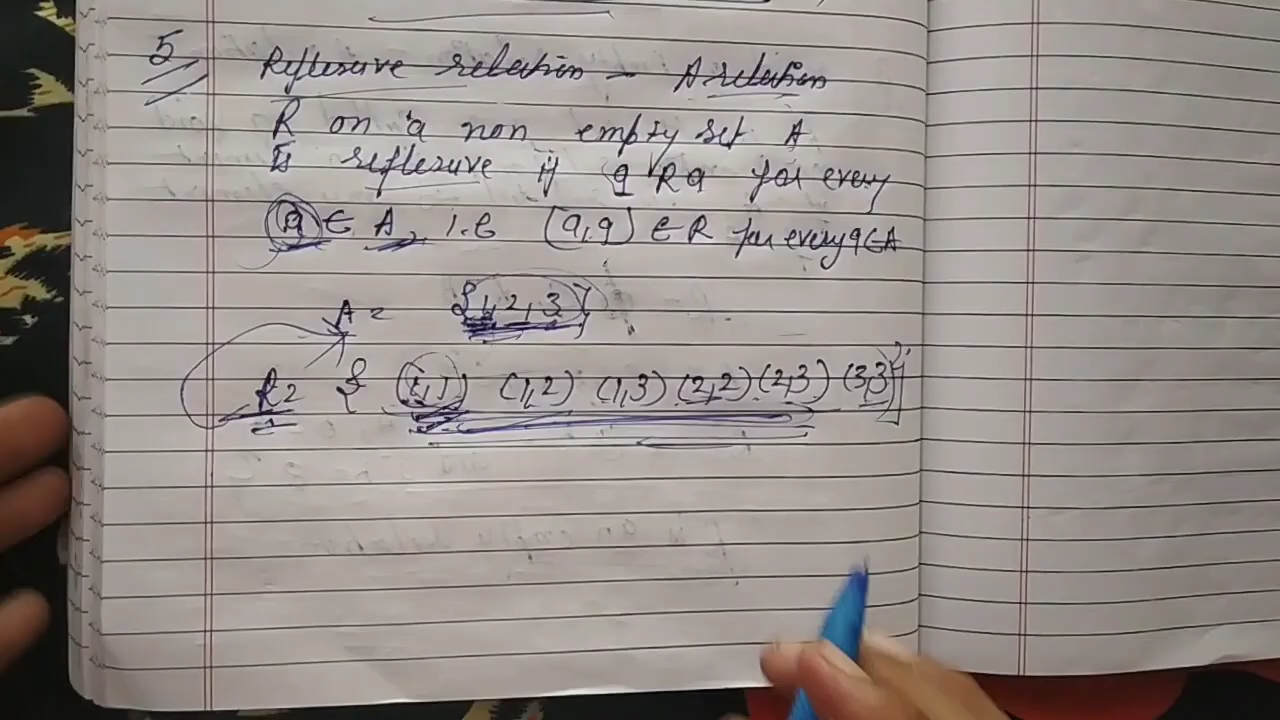 5 Reflexive relation - A relation
R on a non empty set A
is reflexive if a R a for every
a ∈ A, i.e (a,a) ∈ R for every a ∈ A
A = {1,2,3}
R = { (1,1) (1,2) (1,3) (2,2) (2,3) (3,3)}